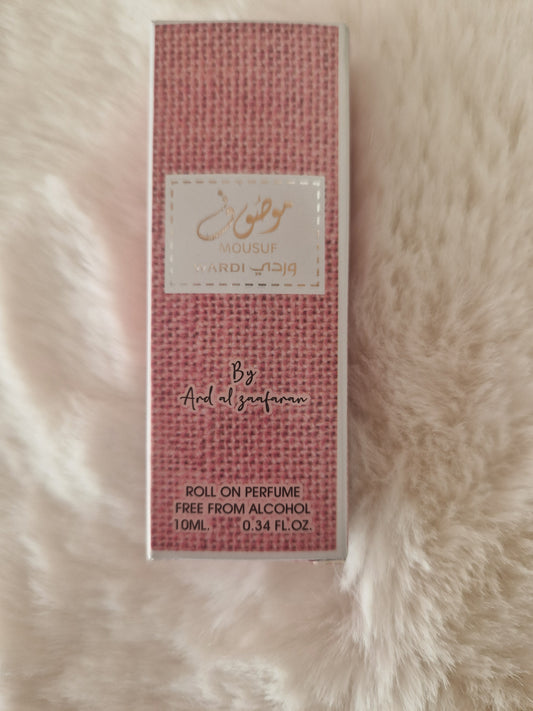 موصوف
MOUSUF
WARDI وردي
By
Ard al zaafaran
ROLL ON PERFUME
FREE FROM ALCOHOL
10ML. 0.34 FL.OZ.